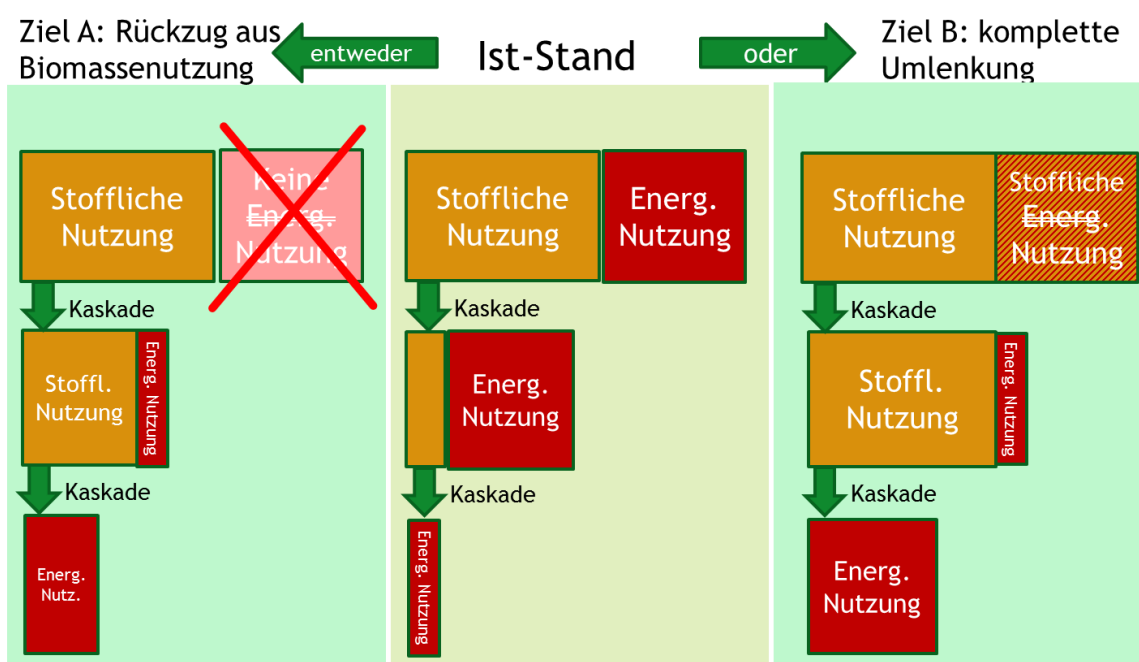 Ziel A: Rückzug aus
Biomassenutzung
entweder
Ist-Stand
oder
Ziel B: komplette
Umlenkung
Stoffliche
Nutzung
Keine
Energ.
Nutzung
Kaskade
Stoffl.
Nutzung
Energ. Nutzung
Kaskade
Energ.
Nutz.
Stoffliche
Nutzung
Energ.
Nutzung
Kaskade
Energ.
Nutzung
Kaskade
Energ. Nutzung
Stoffliche
Nutzung
Stoffliche
Energ.
Nutzung
Kaskade
Stoffl.
Nutzung
Energ. Nutzung
Kaskade
Energ.
Nutzung